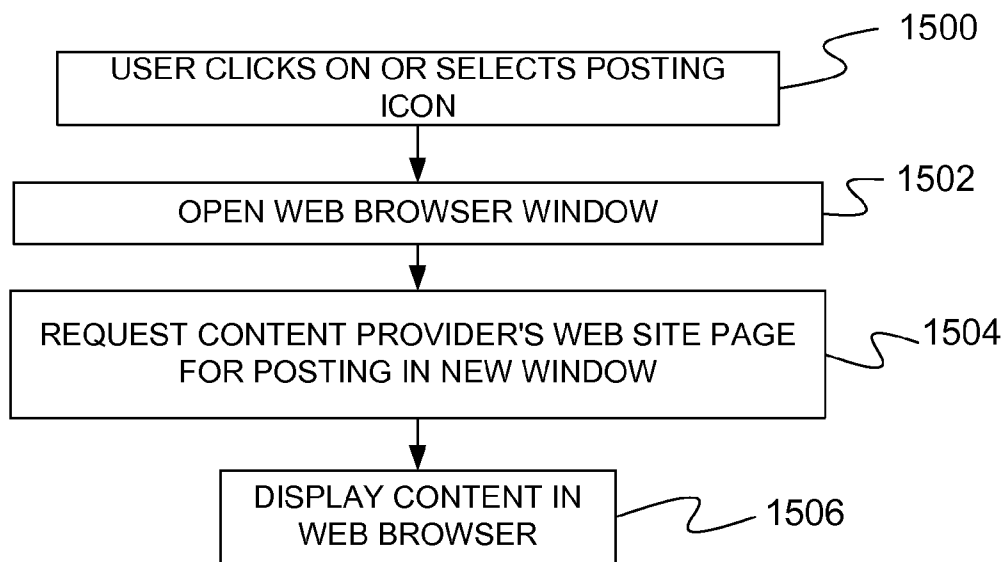 1500
USER CLICKS ON OR SELECTS POSTING
ICON
1502
OPEN WEB BROWSER WINDOW
REQUEST CONTENT PROVIDER'S WEB SITE PAGE
FOR POSTING IN NEW WINDOW
1504
DISPLAY CONTENT IN
WEB BROWSER
1506